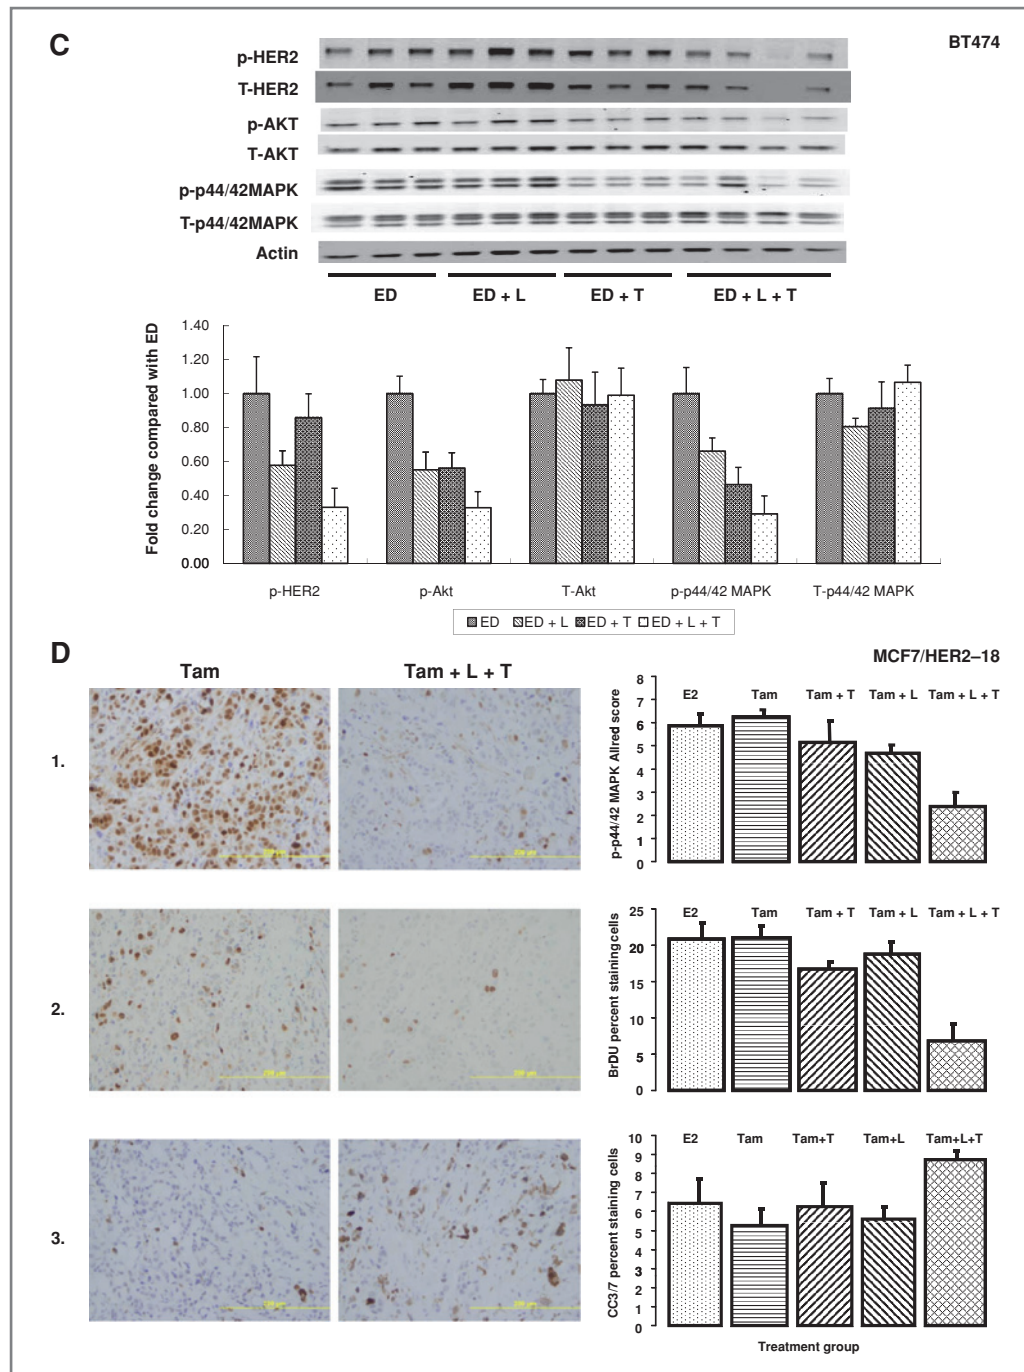 C
BT474
p-HER2
T-HER2
p-AKT
T-AKT
p-p44/42MAPK
T-p44/42MAPK
Actin
ED ED + L ED + T ED + L + T
Fold change compared with ED
1.40
1.20
1.00
0.80
0.60
0.40
0.20
0.00
p-HER2 p-Akt T-Akt p-p44/42 MAPK T-p44/42 MAPK
ED ED + L ED + T ED + L + T
D
MCF7/HER2–18
Tam Tam + L + T
1.
p-p44/42 MAPK Allred score
8
7
6
5
4
3
2
1
0
E2 Tam Tam + T Tam + L Tam + L + T
2.
BrDU percent staining cells
25
20
15
10
5
0
E2 Tam Tam + T Tam + L Tam + L + T
3.
CC3/7 percent staining cells
10
9
8
7
6
5
4
3
2
1
0
E2 Tam Tam+T Tam+L Tam+L+T
Treatment group